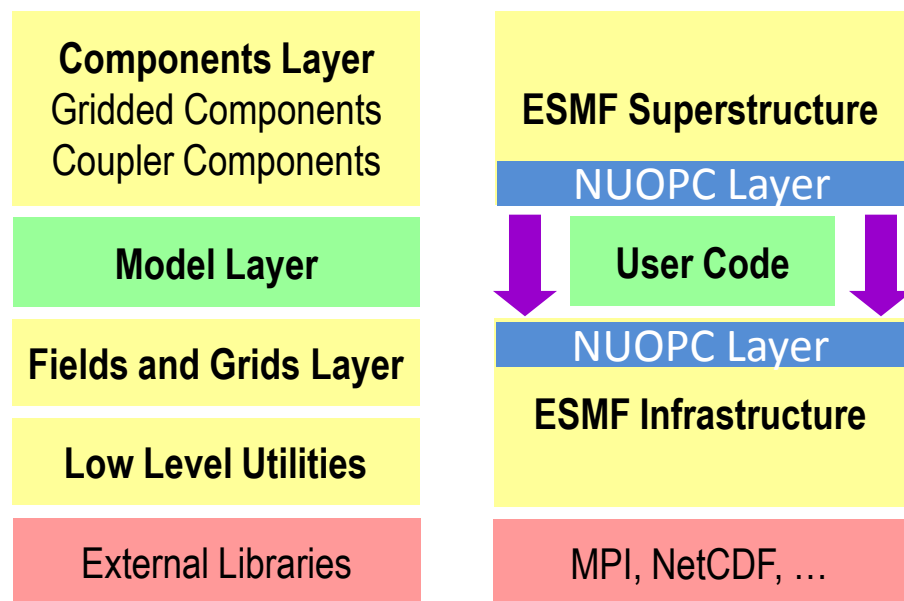 Components Layer
Gridded Components
Coupler Components
Model Layer
Fields and Grids Layer
Low Level Utilities
External Libraries
ESMF Superstructure
NUOPC Layer
User Code
NUOPC Layer
ESMF Infrastructure
MPI, NetCDF, …